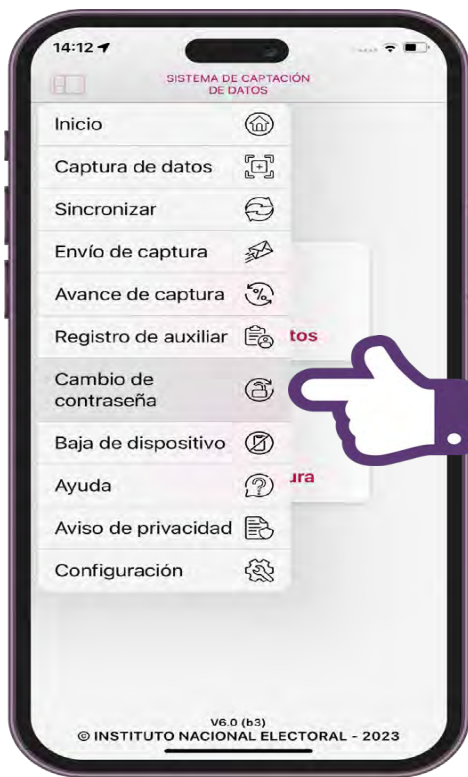 14:12
SISTEMA DE CAPTACIÓN
DE DATOS
Inicio
Captura de datos
Sincronizar
Envío de captura
Avance de captura
%
Registro de auxiliar
tos
Cambio de
contraseña
Baja de dispositivo
Ayuda
?
ura
Aviso de privacidad
Configuración
V6.0 (b3)
© INSTITUTO NACIONAL ELECTORAL - 2023